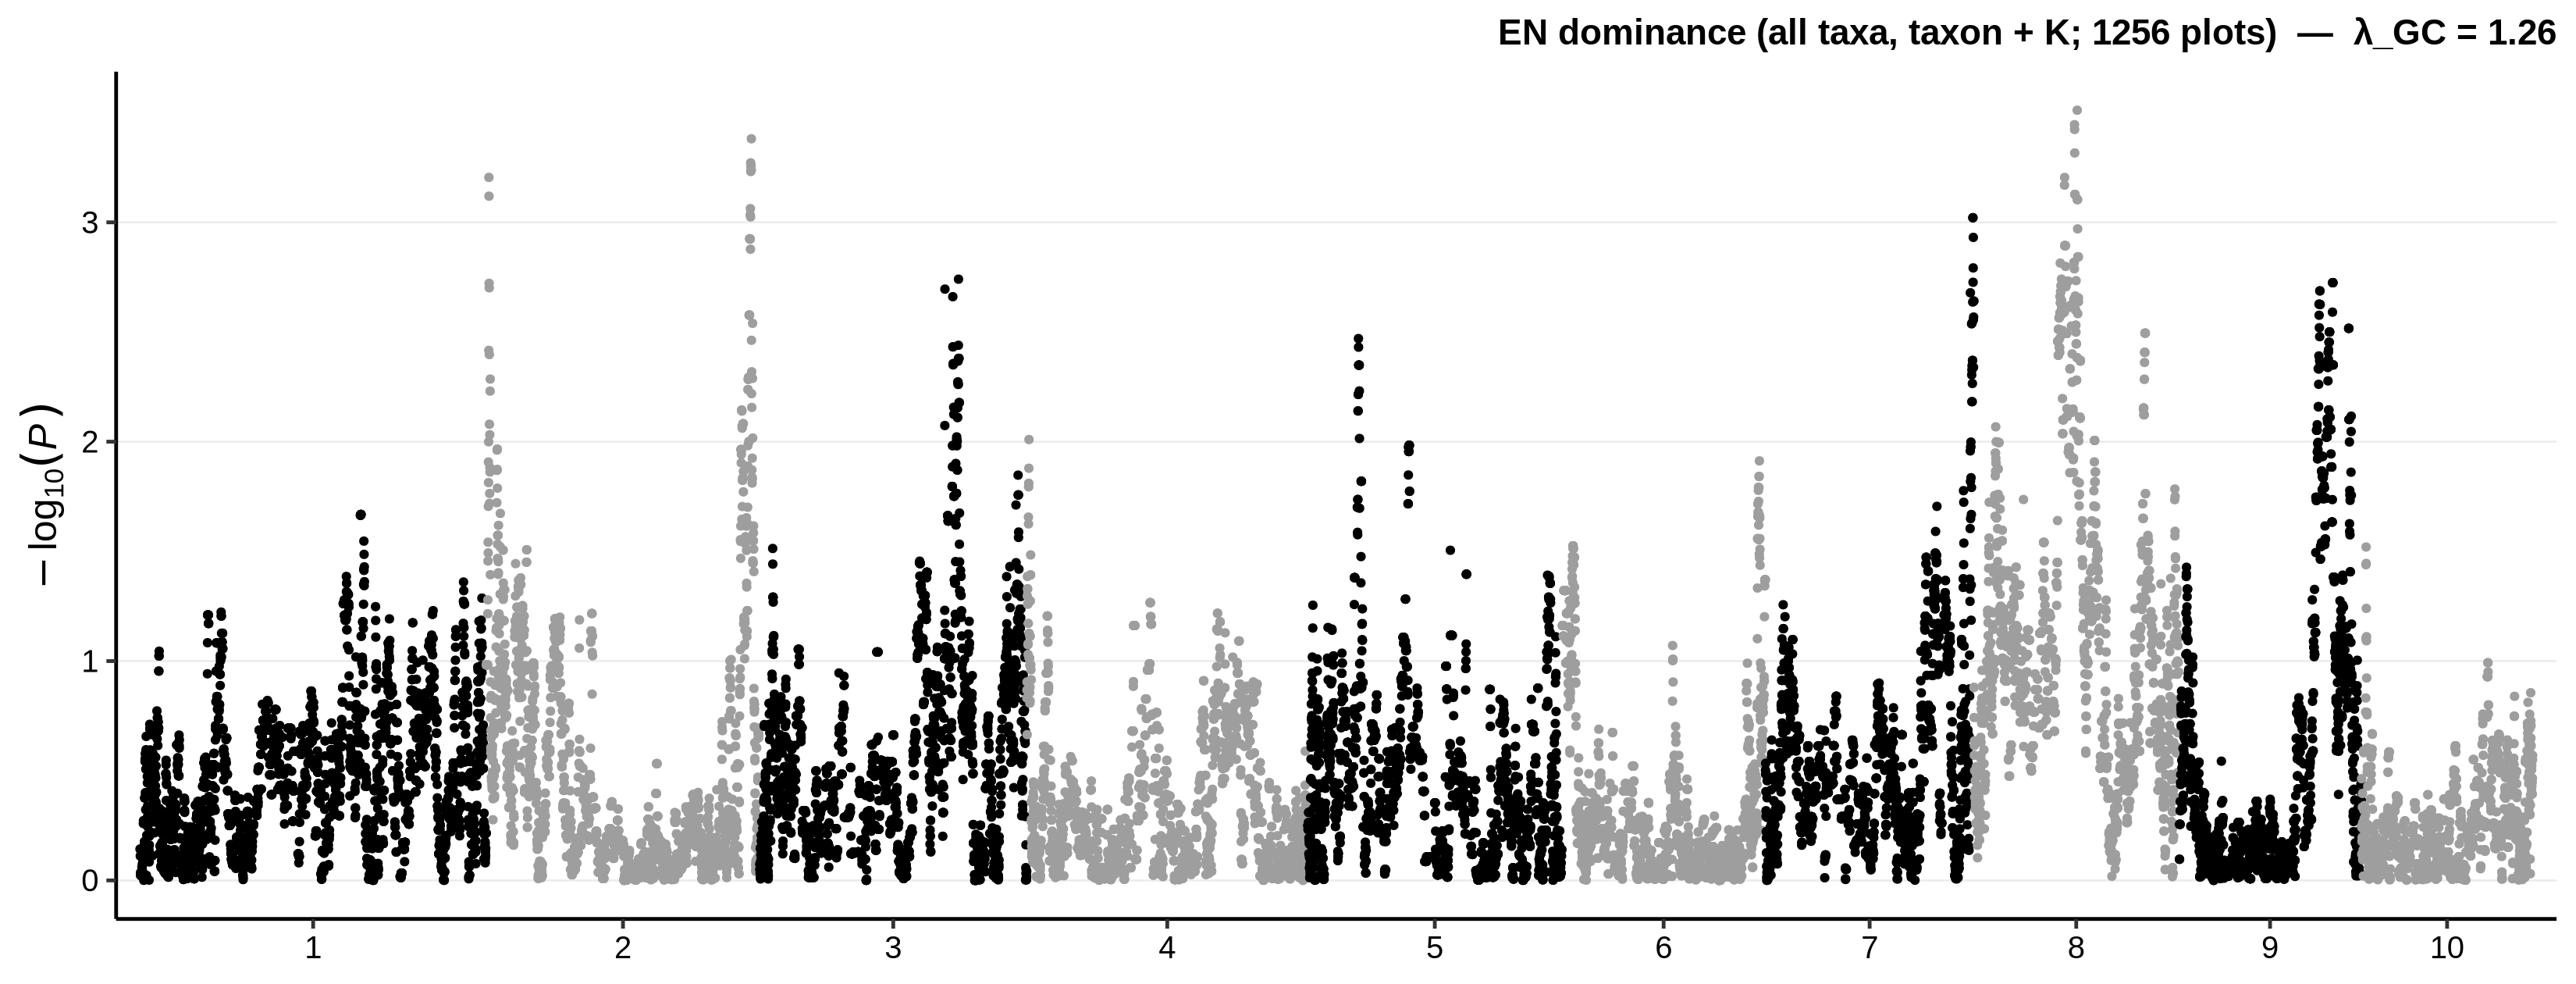 EN dominance (all taxa, taxon + K; 1256 plots) — λ_GC = 1.26
− log10(P)
3
2
1
0
1 2 3 4 5 6 7 8 9 10